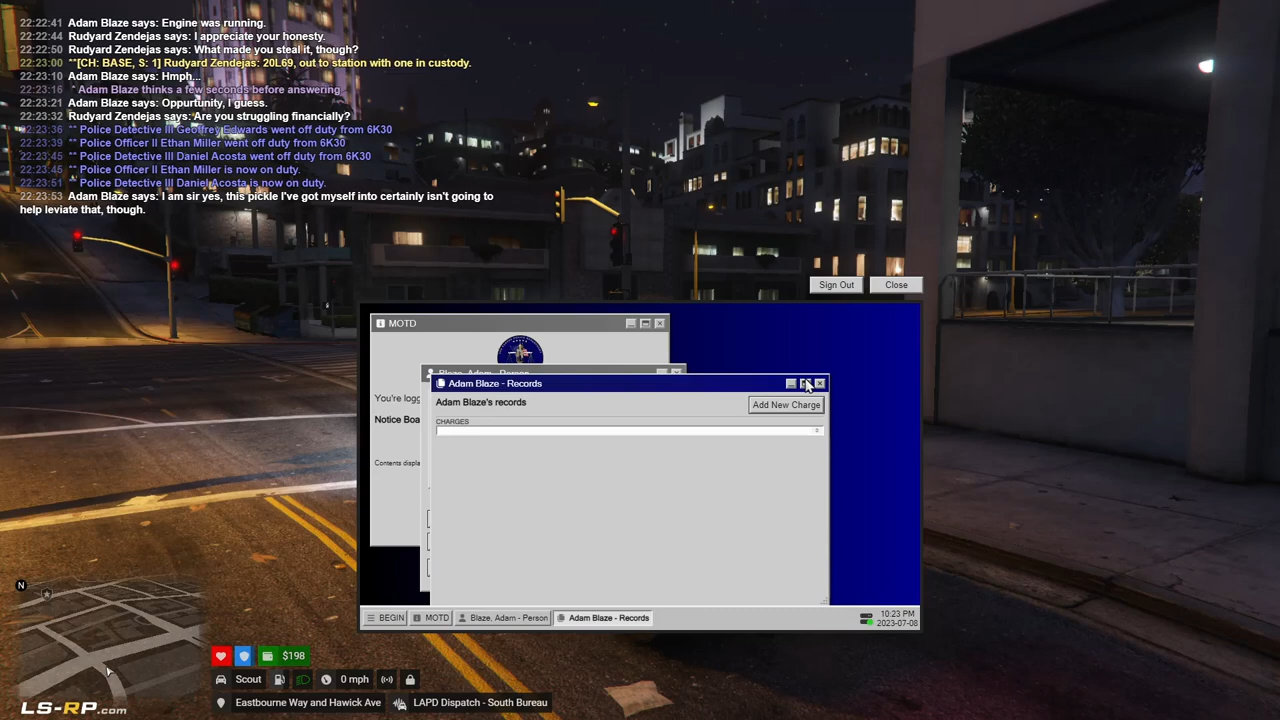 22:22:41 Adam Blaze says: Engine was running.
22:22:44 Rudyard Zendejas says: I appreciate your honesty.
22:22:50 Rudyard Zendejas says: What made you steal it, though?
22:23:00 **[CH: BASE, S: 1] Rudyard Zendejas: 20L69, out to station with one in custody.
22:23:10 Adam Blaze says: Hmph...
22:23:16 * Adam Blaze thinks a few seconds before answering.
22:23:21 Adam Blaze says: Oppurtunity, I guess.
22:23:32 Rudyard Zendejas says: Are you struggling financially?
22:23:36 ** Police Detective III Geoffrey Edwards went off duty from 6K30
22:23:39 ** Police Officer II Ethan Miller went off duty from 6K30
22:23:45 ** Police Detective III Daniel Acosta went off duty from 6K30
22:23:45 ** Police Officer II Ethan Miller is now on duty.
22:23:51 ** Police Detective III Daniel Acosta is now on duty.
22:23:53 Adam Blaze says: I am sir yes, this pickle I've got myself into certainly isn't going to
help leviate that, though.
Sign Out Close
MOTD
Blaze, Adam - Person
Adam Blaze - Records
You're logg
Adam Blaze's records Add New Charge
Notice Boa
CHARGES
Contents displa
BEGIN MOTD Blaze, Adam - Person Adam Blaze - Records 10:23 PM
2023-07-08
N
$198
Scout 0 mph
Eastbourne Way and Hawick Ave LAPD Dispatch - South Bureau
LS-RP.com